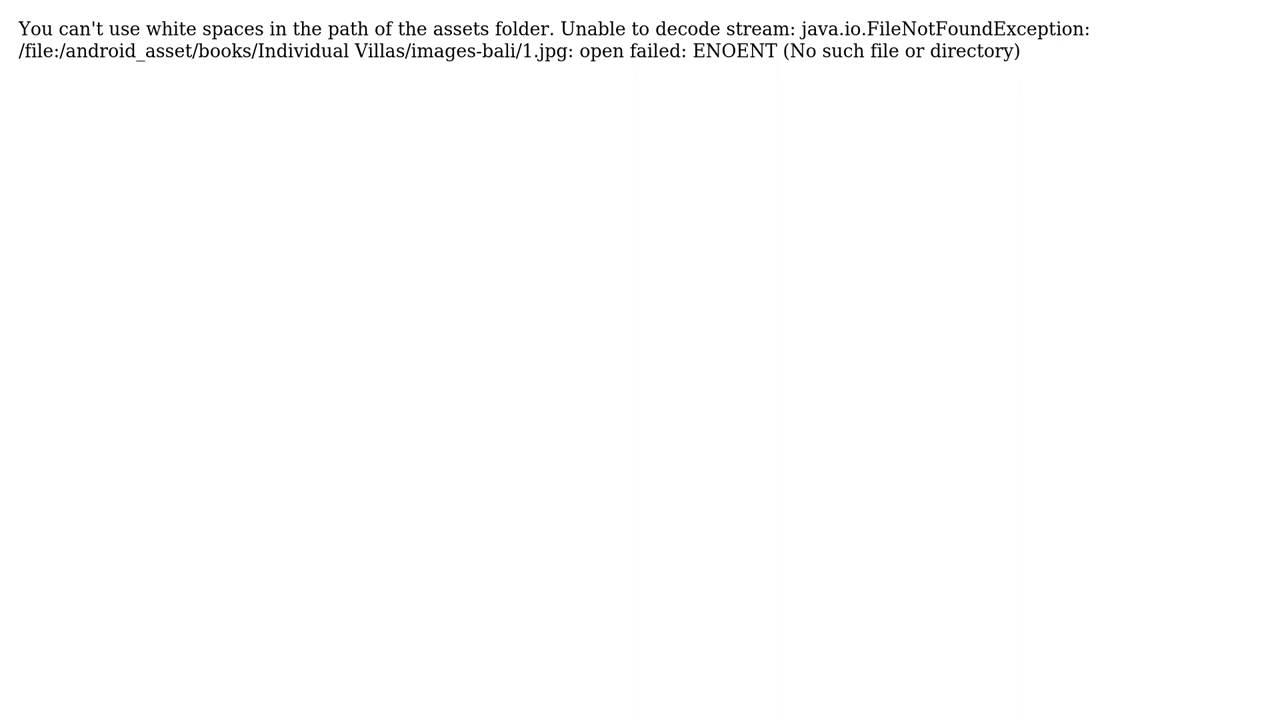 You can't use white spaces in the path of the assets folder. Unable to decode stream: java.io.FileNotFoundException:
/file:/android_asset/books/Individual Villas/images-bali/1.jpg: open failed: ENOENT (No such file or directory)